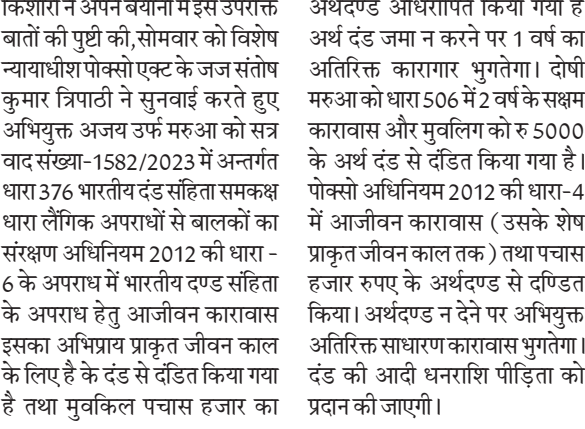 किशोरी ने अपने बयानों में इस उपरोक्त
बातों की पुष्टी की,सोमवार को विशेष
न्यायाधीश पोक्सो एक्ट के जज संतोष
कुमार त्रिपाठी ने सुनवाई करते हुए
अभियुक्त अजय उर्फ मरुआ को सत्र
वाद संख्या-1582/2023 में अन्तर्गत
धारा 376 भारतीय दंड संहिता समकक्ष
धारा लैंगिक अपराधों से बालकों का
संरक्षण अधिनियम 2012 की धारा -
6 के अपराध में भारतीय दण्ड संहिता
के अपराध हेतु आजीवन कारावास
इसका अभिप्राय प्राकृत जीवन काल
के लिए है के दंड से दंडित किया गया
है तथा मुवकिल पचास हजार का
अर्थदण्ड अधिरोपित किया गया है
अर्थ दंड जमा न करने पर 1 वर्ष का
अतिरिक्त कारागार भुगतेगा। दोषी
मरुआ को धारा 506 में 2 वर्ष के सक्षम
कारावास और मुवलिग को रु 5000
के अर्थ दंड से दंडित किया गया है।
पोक्सो अधिनियम 2012 की धारा-4
में आजीवन कारावास ( उसके शेष
प्राकृत जीवन काल तक ) तथा पचास
हजार रुपए के अर्थदण्ड से दण्डित
किया। अर्थदण्ड न देने पर अभियुक्त
अतिरिक्त साधारण कारावास भुगतेगा।
दंड की आदी धनराशि पीड़िता को
प्रदान की जाएगी।